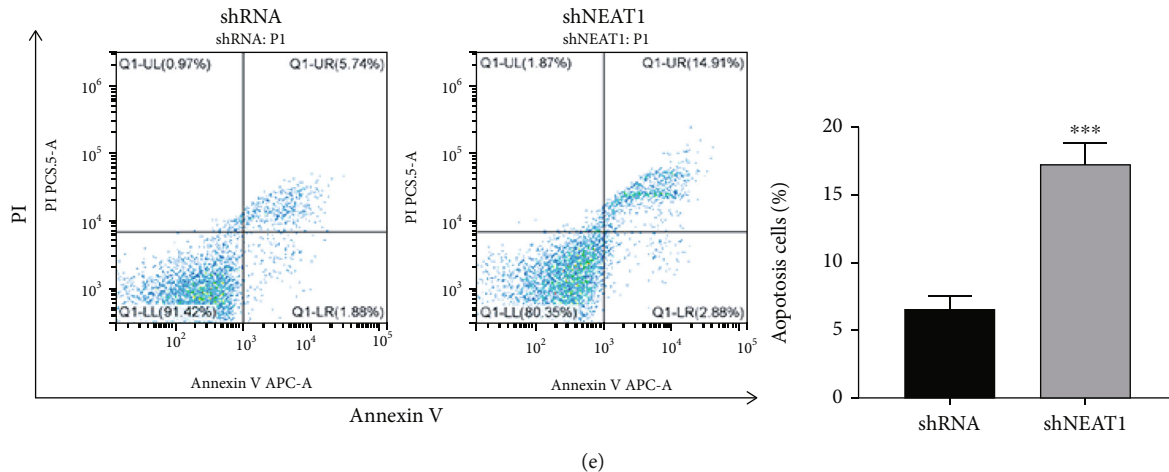 shRNA
shRNA: P1
Q1-UL(0.97%)
Q1-UR(5.74%)
10^6
10^5
10^4
10^3
PI PCS.5-A
Q1-LL(91.42%)
Q1-LR(1.88%)
10^2 10^3 10^4 10^5
Annexin V APC-A
shNEAT1
shNEAT1: P1
Q1-UL(1.87%)
Q1-UR(14.91%)
10^6
10^5
10^4
10^3
PI PCS.5-A
Q1-LL(80.35%)
Q1-LR(2.88%)
10^2 10^3 10^4 10^5
Annexin V APC-A
PI
Annexin V
Aopotosis cells (%)
20
15
10
5
0
***
shRNA shNEAT1
(e)